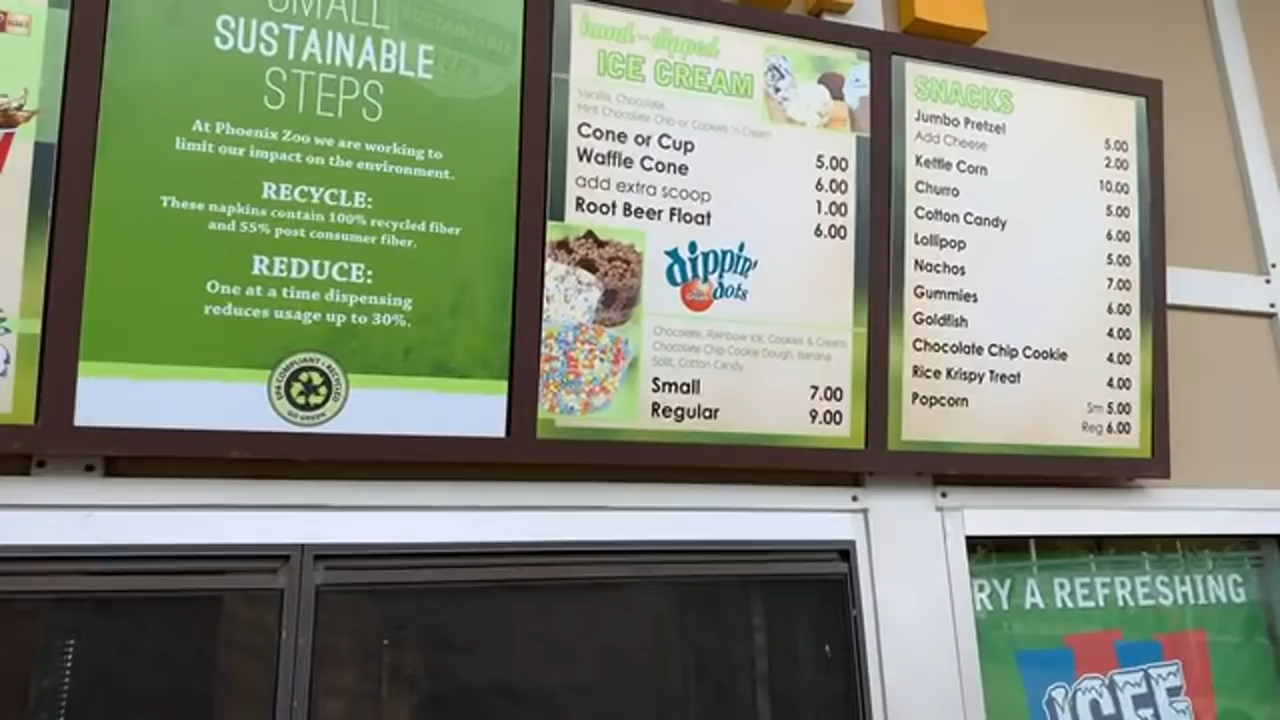 SMALL
SUSTAINABLE
STEPS
At Phoenix Zoo we are working to
limit our impact on the environment.
RECYCLE:
These napkins contain 100% recycled fiber
and 55% post consumer fiber.
REDUCE:
One at a time dispensing
reduces usage up to 30%.
EPA COMPLIANT · RECYCLED
GO GREEN
hand-dipped
ICE CREAM
Vanilla, Chocolate,
Mint Chocolate Chip or Cookies 'n Cream
Cone or Cup 5.00
Waffle Cone 6.00
add extra scoop 1.00
Root Beer Float 6.00
dippin'
dots
Chocolate, Rainbow Ice, Cookies & Cream,
Chocolate Chip Cookie Dough, Banana
Split, Cotton Candy
Small 7.00
Regular 9.00
SNACKS
Jumbo Pretzel 5.00
Add Cheese 2.00
Kettle Corn 10.00
Churro 5.00
Cotton Candy 6.00
Lollipop 5.00
Nachos 7.00
Gummies 6.00
Goldfish 4.00
Chocolate Chip Cookie 4.00
Rice Krispy Treat 4.00
Popcorn Sm 5.00
Reg 6.00
RY A REFRESHING
ICEE